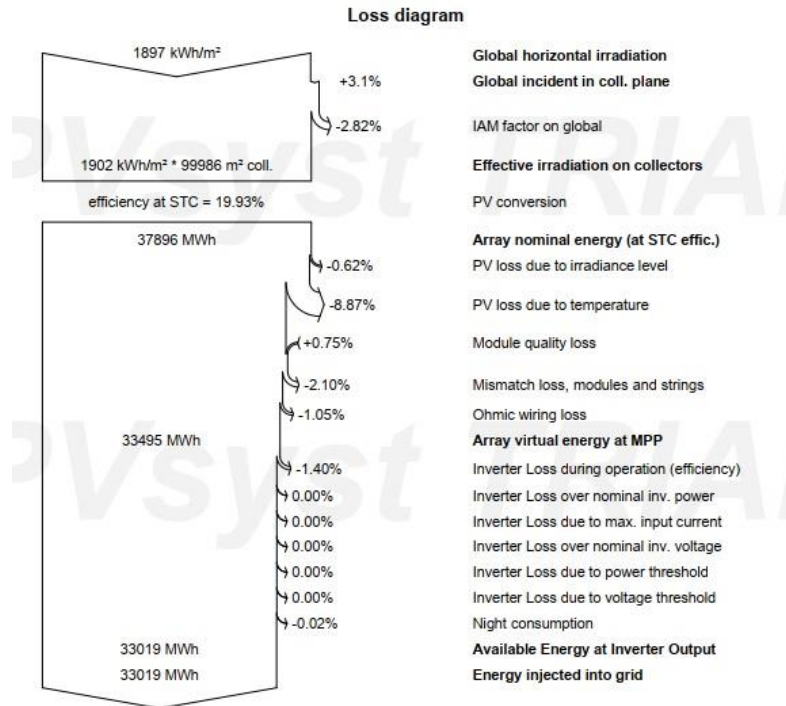 Loss diagram
1897 kWh/m² Global horizontal irradiation
+3.1% Global incident in coll. plane
-2.82% IAM factor on global
1902 kWh/m² * 99986 m² coll. Effective irradiation on collectors
efficiency at STC = 19.93% PV conversion
37896 MWh Array nominal energy (at STC effic.)
-0.62% PV loss due to irradiance level
-8.87% PV loss due to temperature
+0.75% Module quality loss
-2.10% Mismatch loss, modules and strings
-1.05% Ohmic wiring loss
33495 MWh Array virtual energy at MPP
-1.40% Inverter Loss during operation (efficiency)
0.00% Inverter Loss over nominal inv. power
0.00% Inverter Loss due to max. input current
0.00% Inverter Loss over nominal inv. voltage
0.00% Inverter Loss due to power threshold
0.00% Inverter Loss due to voltage threshold
-0.02% Night consumption
33019 MWh Available Energy at Inverter Output
33019 MWh Energy injected into grid
PVsyst TRIA
PVsyst TRIA